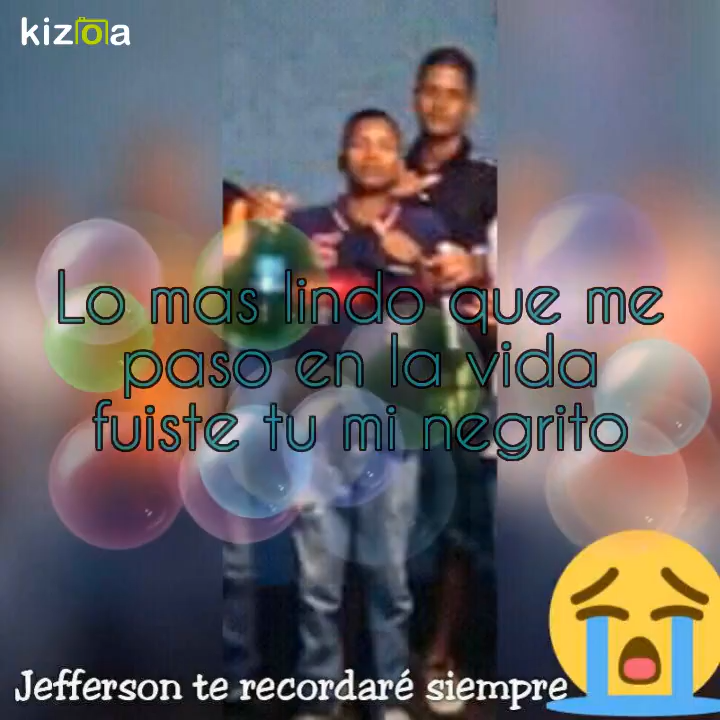 kizoa
Lo mas lindo que me
paso en la vida
fuiste tu mi negrito
Jefferson te recordaré siempre